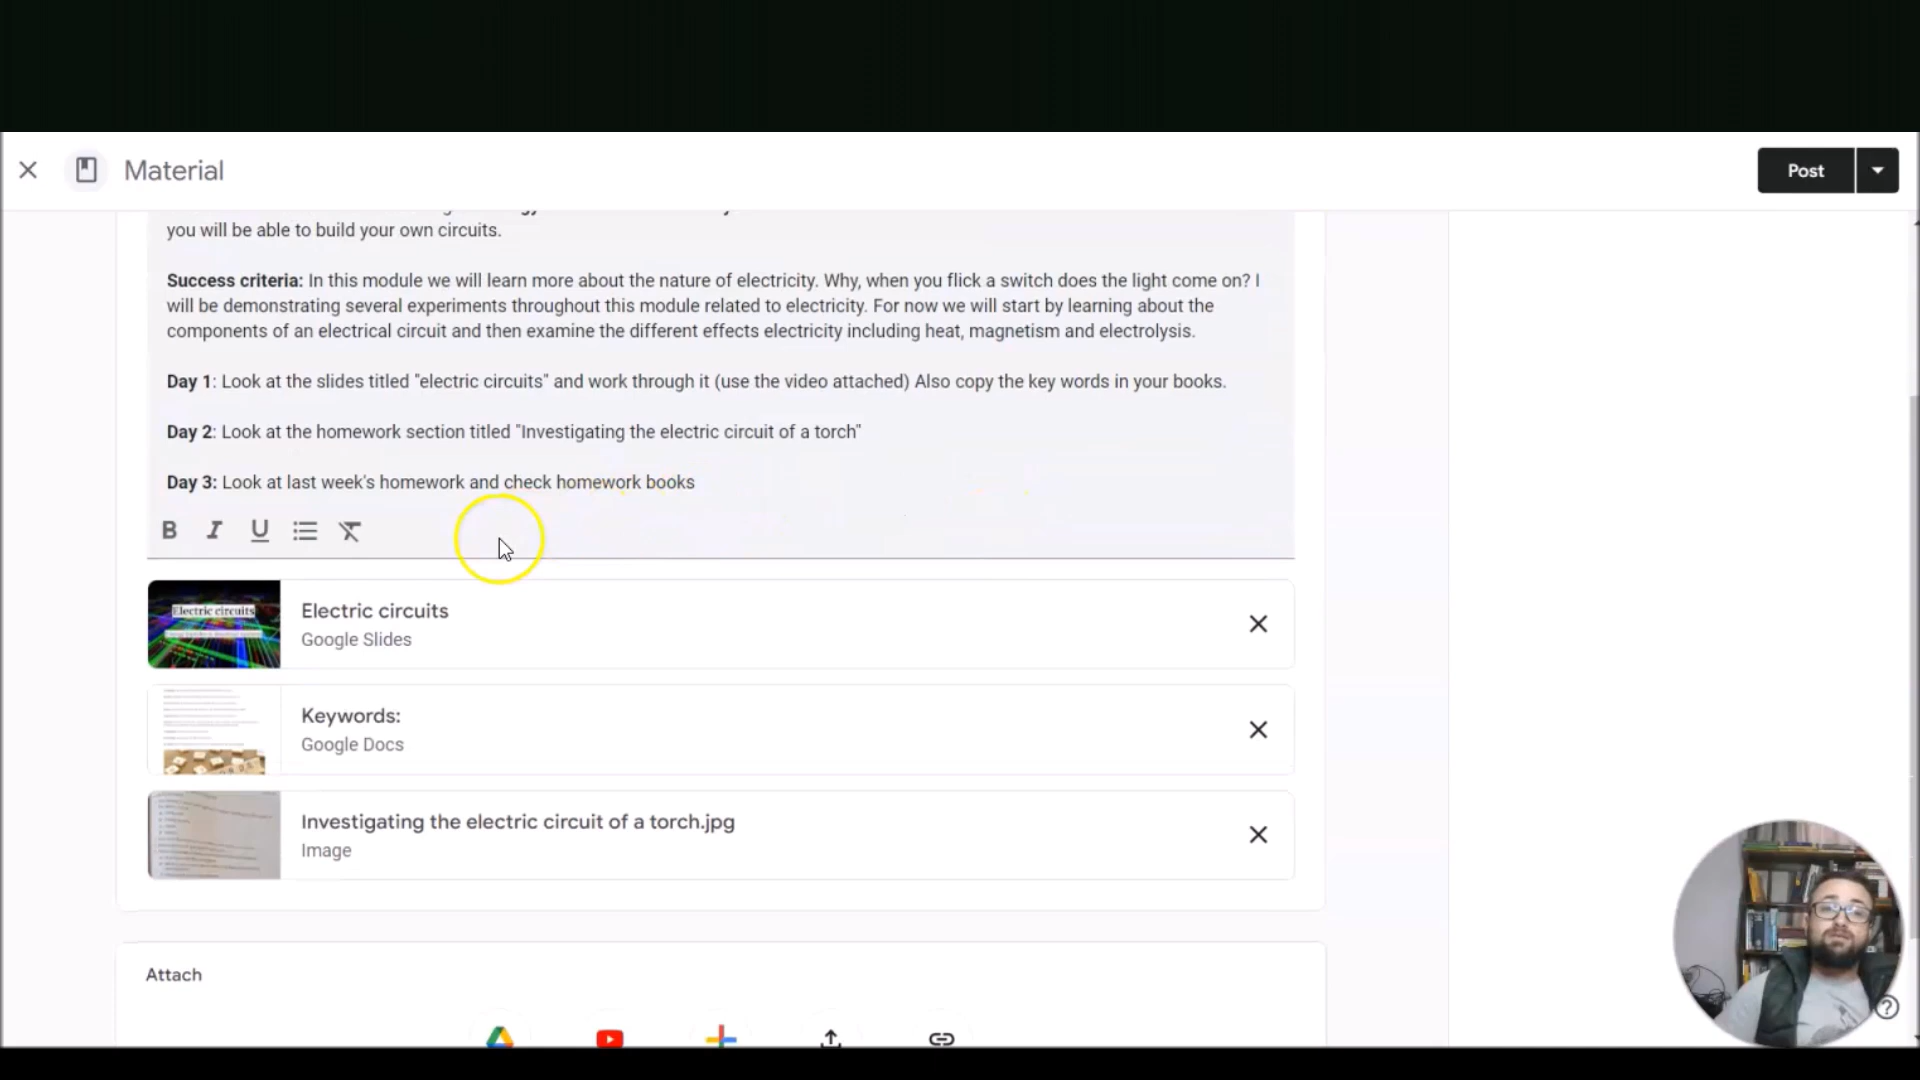 Material
Post
you will be able to build your own circuits.
Success criteria: In this module we will learn more about the nature of electricity. Why, when you flick a switch does the light come on? I
will be demonstrating several experiments throughout this module related to electricity. For now we will start by learning about the
components of an electrical circuit and then examine the different effects electricity including heat, magnetism and electrolysis.
Day 1: Look at the slides titled "electric circuits" and work through it (use the video attached) Also copy the key words in your books.
Day 2: Look at the homework section titled "Investigating the electric circuit of a torch"
Day 3: Look at last week's homework and check homework books
B I U
Electric circuits
Electric circuits
Google Slides
Keywords:
Google Docs
Investigating the electric circuit of a torch.jpg
Image
Attach